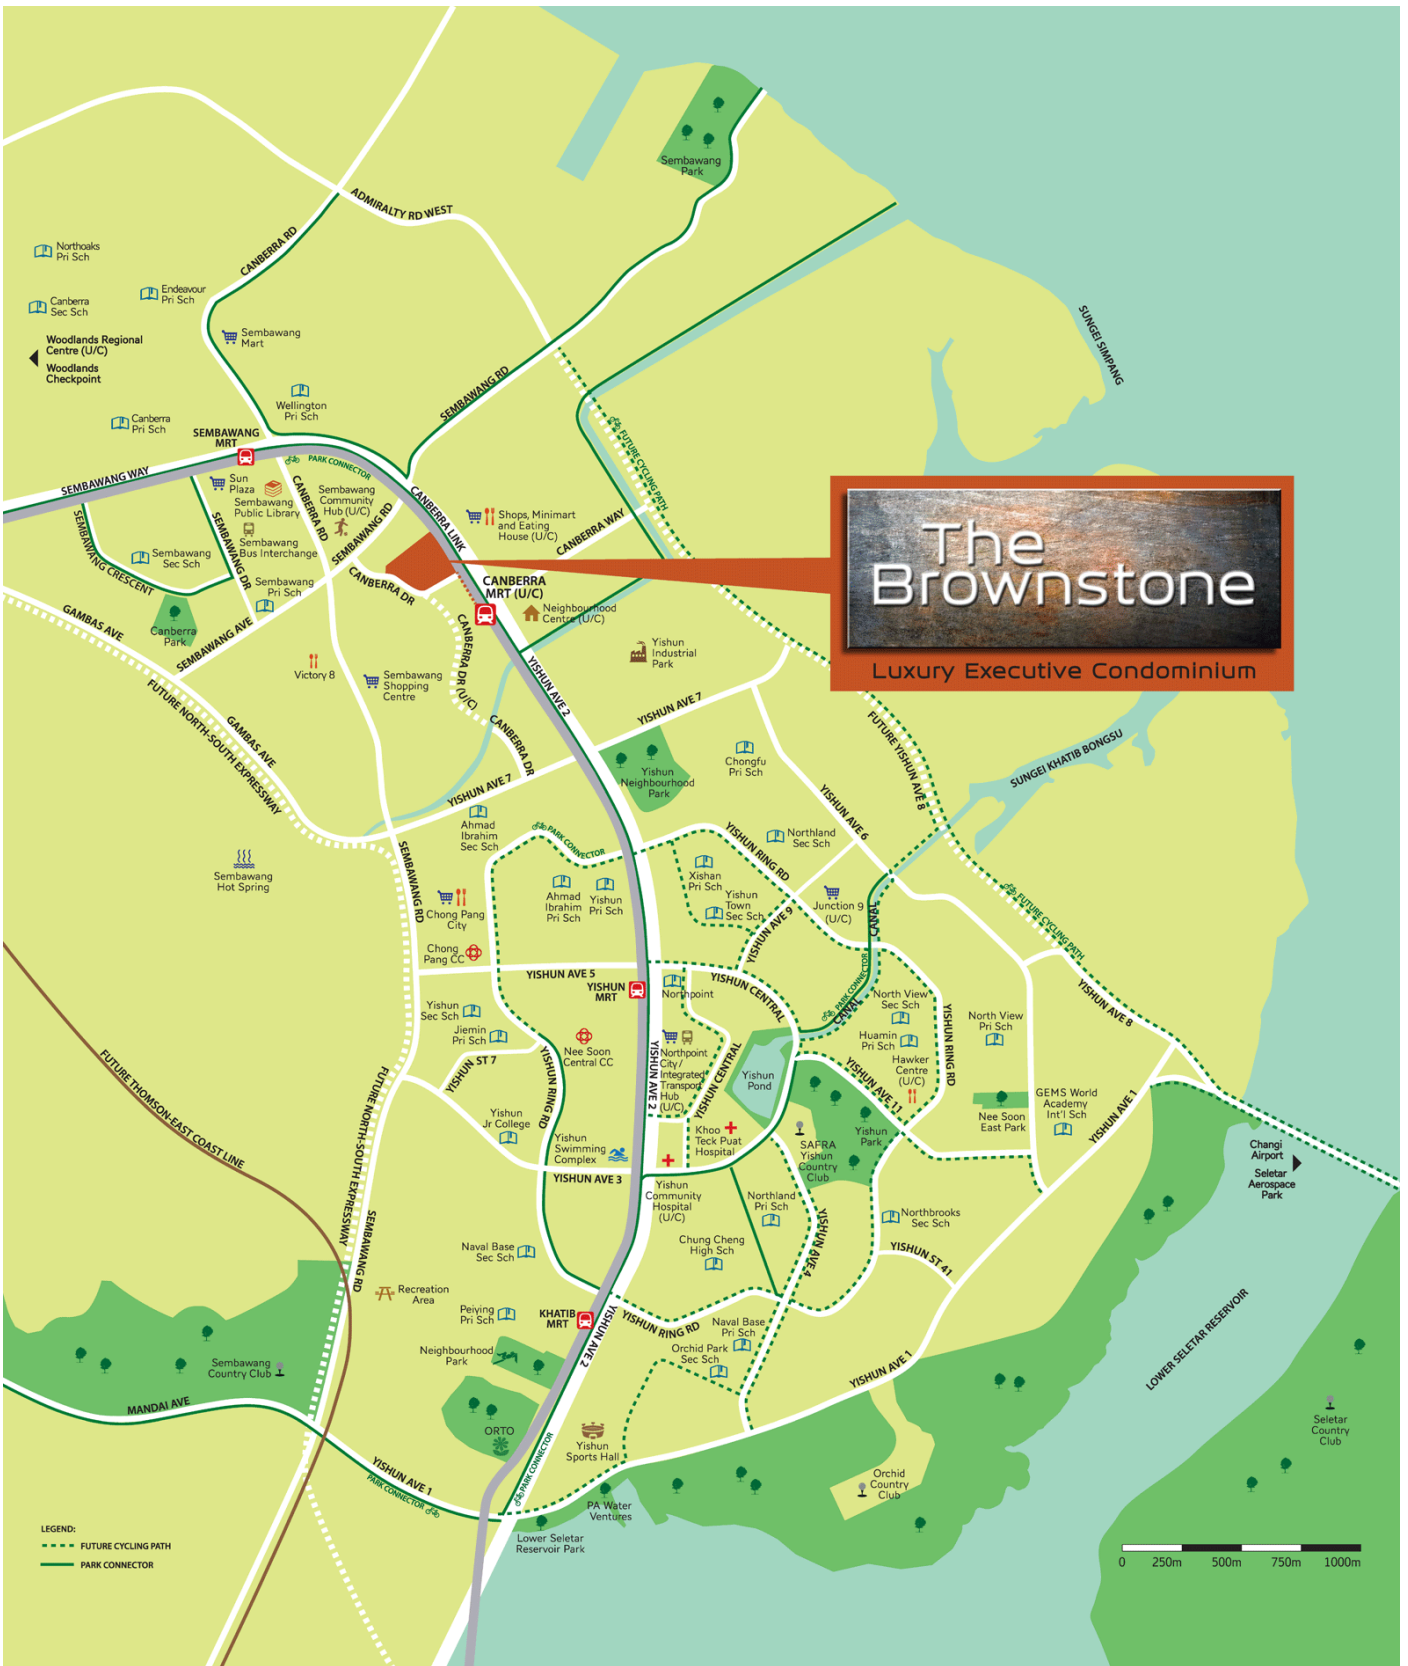 Sembawang
Park
ADMIRALTY RD WEST
CANBERRA RD
Northoaks
Pri Sch
Endeavour
Pri Sch
Canberra
Sec Sch
Woodlands Regional
Centre (U/C)
Woodlands
Checkpoint
Sembawang
Mart
SUNGEI SIMPANG
Wellington
Pri Sch
SEMBAWANG RD
Canberra
Pri Sch
SEMBAWANG
MRT
FUTURE CYCLING PATH
PARK CONNECTOR
SEMBAWANG WAY
Sun
Plaza
Sembawang
Public Library
CANBERRA RD
Sembawang
Community
Hub (U/C)
CANBERRA LINK
Shops, Minimart
and Eating
House (U/C)
CANBERRA WAY
SEMBAWANG CRESCENT
SEMBAWANG DR
Sembawang
Bus Interchange
SEMBAWANG RD
Sembawang
Sec Sch
Sembawang
Pri Sch
CANBERRA DR
CANBERRA
MRT (U/C)
The
Brownstone
Luxury Executive Condominium
Neighbourhood
Centre (U/C)
GAMBAS AVE
Canberra
Park
SEMBAWANG AVE
Yishun
Industrial
Park
Victory 8
Sembawang
Shopping
Centre
CANBERRA DR (U/C)
YISHUN AVE 2
FUTURE NORTH-SOUTH EXPRESSWAY
GAMBAS AVE
CANBERRA DR
YISHUN AVE 7
FUTURE YISHUN AVE 8
SUNGEI KHATIB BONGSU
Chongfu
Pri Sch
Yishun
Neighbourhood
Park
YISHUN AVE 7
YISHUN AVE 6
Ahmad
Ibrahim
Sec Sch
PARK CONNECTOR
YISHUN RING RD
Northland
Sec Sch
Sembawang
Hot Spring
SEMBAWANG RD
Xishan
Pri Sch
Ahmad
Ibrahim
Pri Sch
Yishun
Pri Sch
Yishun
Town
Sec Sch
Junction 9
(U/C)
CANAL
FUTURE CYCLING PATH
Chong Pang
City
YISHUN AVE 9
Chong
Pang CC
YISHUN AVE 5
YISHUN
MRT
Northpoint
YISHUN CENTRAL
PARK CONNECTOR
CANAL
North View
Sec Sch
YISHUN RING RD
North View
Pri Sch
YISHUN AVE 8
Yishun
Sec Sch
Jiemin
Pri Sch
Nee Soon
Central CC
Huamin
Pri Sch
Hawker
Centre
(U/C)
FUTURE THOMSON-EAST COAST LINE
FUTURE NORTH-SOUTH EXPRESSWAY
YISHUN ST 7
YISHUN RING RD
YISHUN AVE 2
Northpoint
City /
Integrated
Transport
Hub
(U/C)
YISHUN CENTRAL
Yishun
Pond
YISHUN AVE 11
Yishun
Park
Nee Soon
East Park
GEMS World
Academy
Int'l Sch
YISHUN AVE 1
Yishun
Jr College
Yishun
Swimming
Complex
YISHUN AVE 3
Khoo
Teck Puat
Hospital
SAFRA
Yishun
Country
Club
Changi
Airport
Seletar
Aerospace
Park
Yishun
Community
Hospital
(U/C)
Northland
Pri Sch
YISHUN AVE 4
Northbrooks
Sec Sch
SEMBAWANG RD
Naval Base
Sec Sch
Chung Cheng
High Sch
YISHUN ST 41
Recreation
Area
Peiying
Pri Sch
KHATIB
MRT
YISHUN AVE 2
YISHUN RING RD
Naval Base
Pri Sch
Orchid Park
Sec Sch
LOWER SELETAR RESERVOIR
Neighbourhood
Park
Sembawang
Country Club
YISHUN AVE 1
MANDAI AVE
ORTO
Yishun
Sports Hall
Seletar
Country
Club
YISHUN AVE 1
PARK CONNECTOR
PARK CONNECTOR
Orchid
Country
Club
PA Water
Ventures
Lower Seletar
Reservoir Park
LEGEND:
FUTURE CYCLING PATH
PARK CONNECTOR
0 250m 500m 750m 1000m